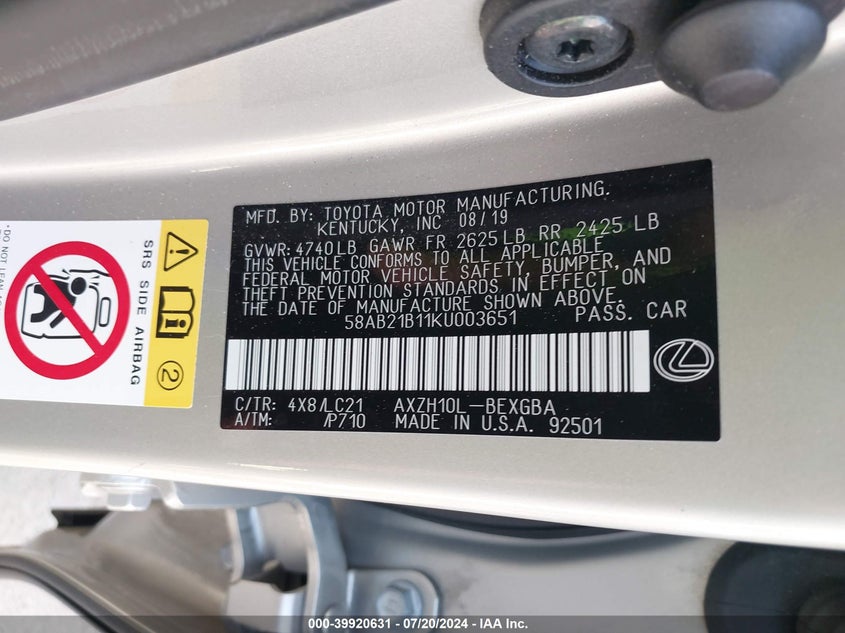 MFD. BY: TOYOTA MOTOR MANUFACTURING.
KENTUCKY, INC 08/19
GVWR: 4740LB GAWR FR 2625LB RR 2425 LB
THIS VEHICLE CONFORMS TO ALL APPLICABLE
FEDERAL MOTOR VEHICLE SAFETY, BUMPER, AND
THEFT PREVENTION STANDARDS IN EFFECT ON
THE DATE OF MANUFACTURE SHOWN ABOVE.
58AB21B11KU003651 PASS. CAR
C/TR: 4X8/LC21 AXZH10L-BEXGBA
A/TM: /P710 MADE IN U.S.A. 92501
SRS SIDE AIRBAG
2
•DO NOT LEAN
000-39920631 - 07/20/2024 - IAA Inc.